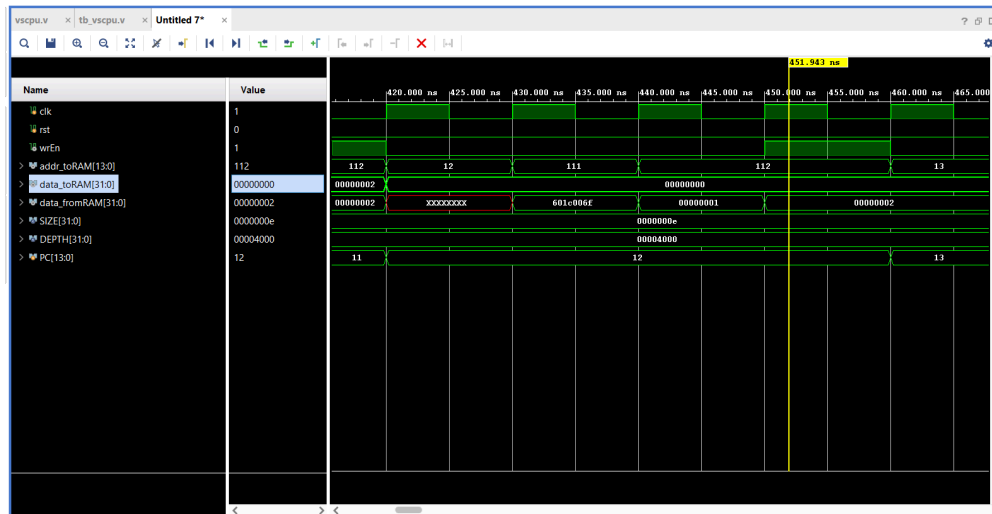 vscpu.v × tb_vscpu.v × Untitled 7* ×
451.943 ns
Name Value
420.000 ns 425.000 ns 430.000 ns 435.000 ns 440.000 ns 445.000 ns 450.000 ns 455.000 ns 460.000 ns 465.000
clk 1
rst 0
wrEn 1
addr_toRAM[13:0] 112 112 12 111 112 13
data_toRAM[31:0] 00000000 00000002 00000000
data_fromRAM[31:0] 00000002 00000002 XXXXXXXX 601c006f 00000001 00000002
SIZE[31:0] 0000000e 0000000e
DEPTH[31:0] 00004000 00004000
PC[13:0] 12 11 12 13